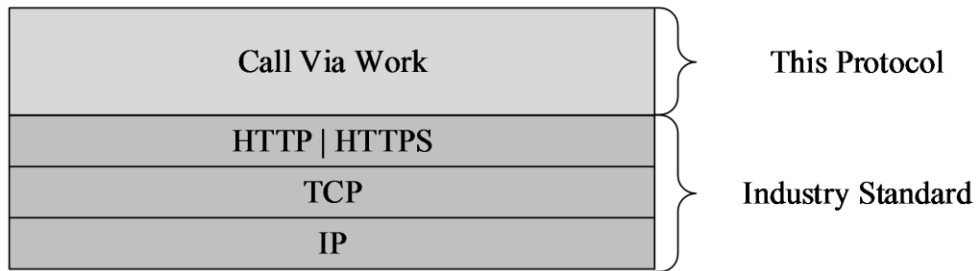 Call Via Work
This Protocol
HTTP | HTTPS
TCP
Industry Standard
IP